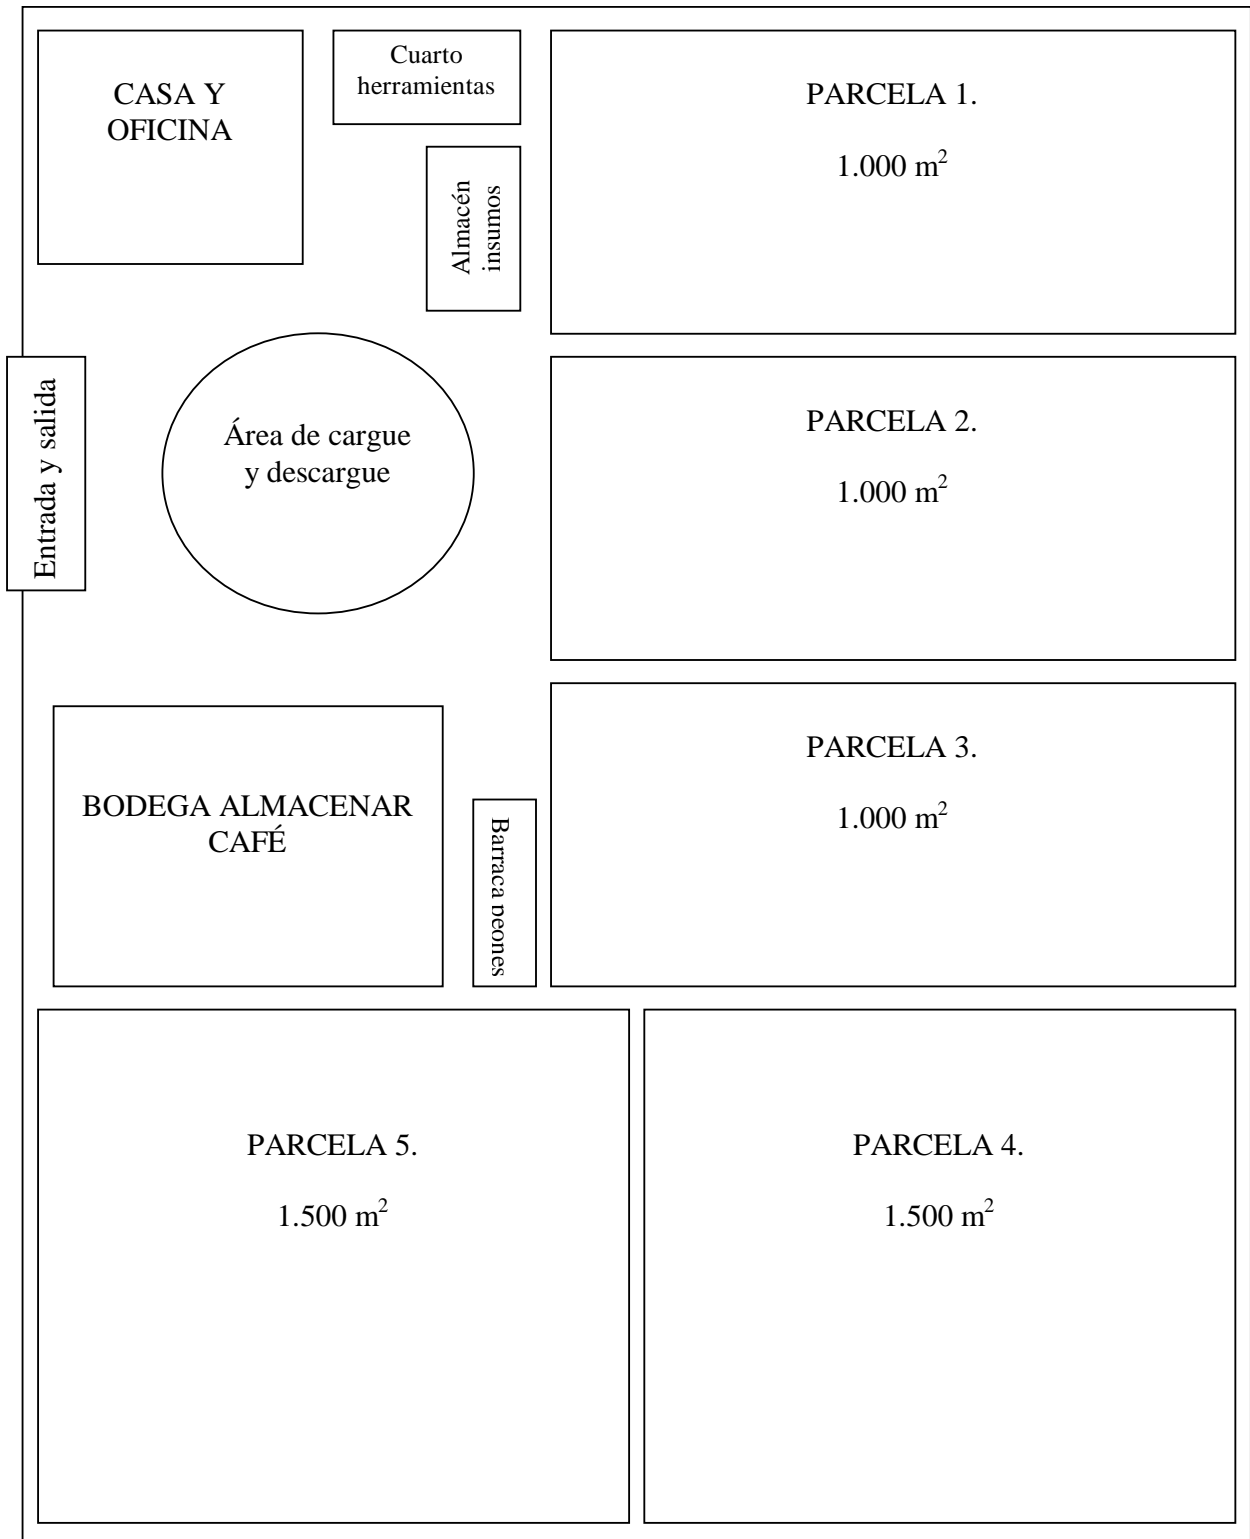 CASA Y
OFICINA
Cuarto
herramientas
PARCELA 1.
1.000 m²
Almacén
insumos
Entrada y salida
Área de cargue
y descargue
PARCELA 2.
1.000 m²
BODEGA ALMACENAR
CAFÉ
Barraca peones
PARCELA 3.
1.000 m²
PARCELA 5.
1.500 m²
PARCELA 4.
1.500 m²